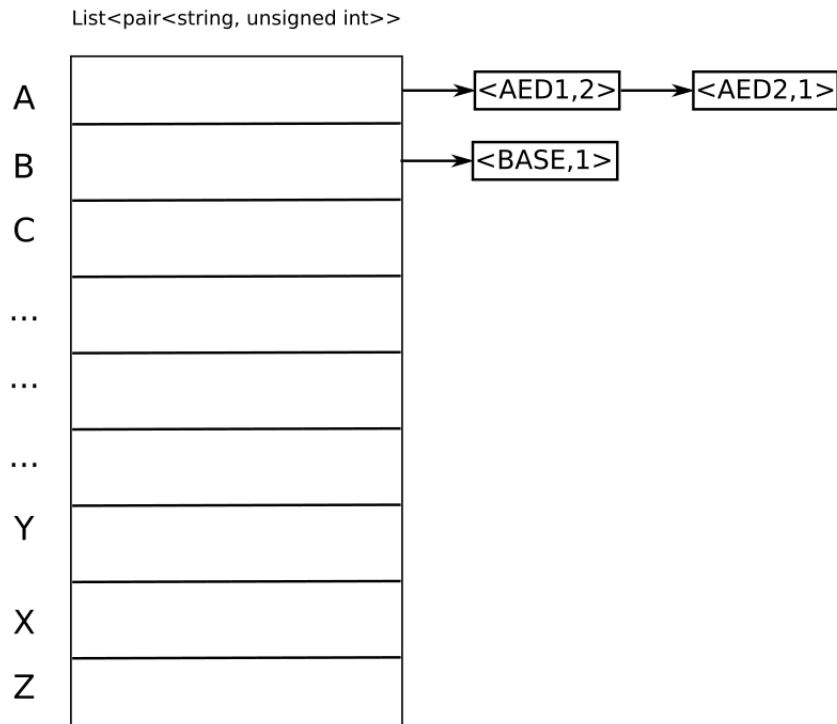 List<pair<string, unsigned int>>
A <AED1,2> <AED2,1>
B <BASE,1>
C
...
...
...
Y
X
Z